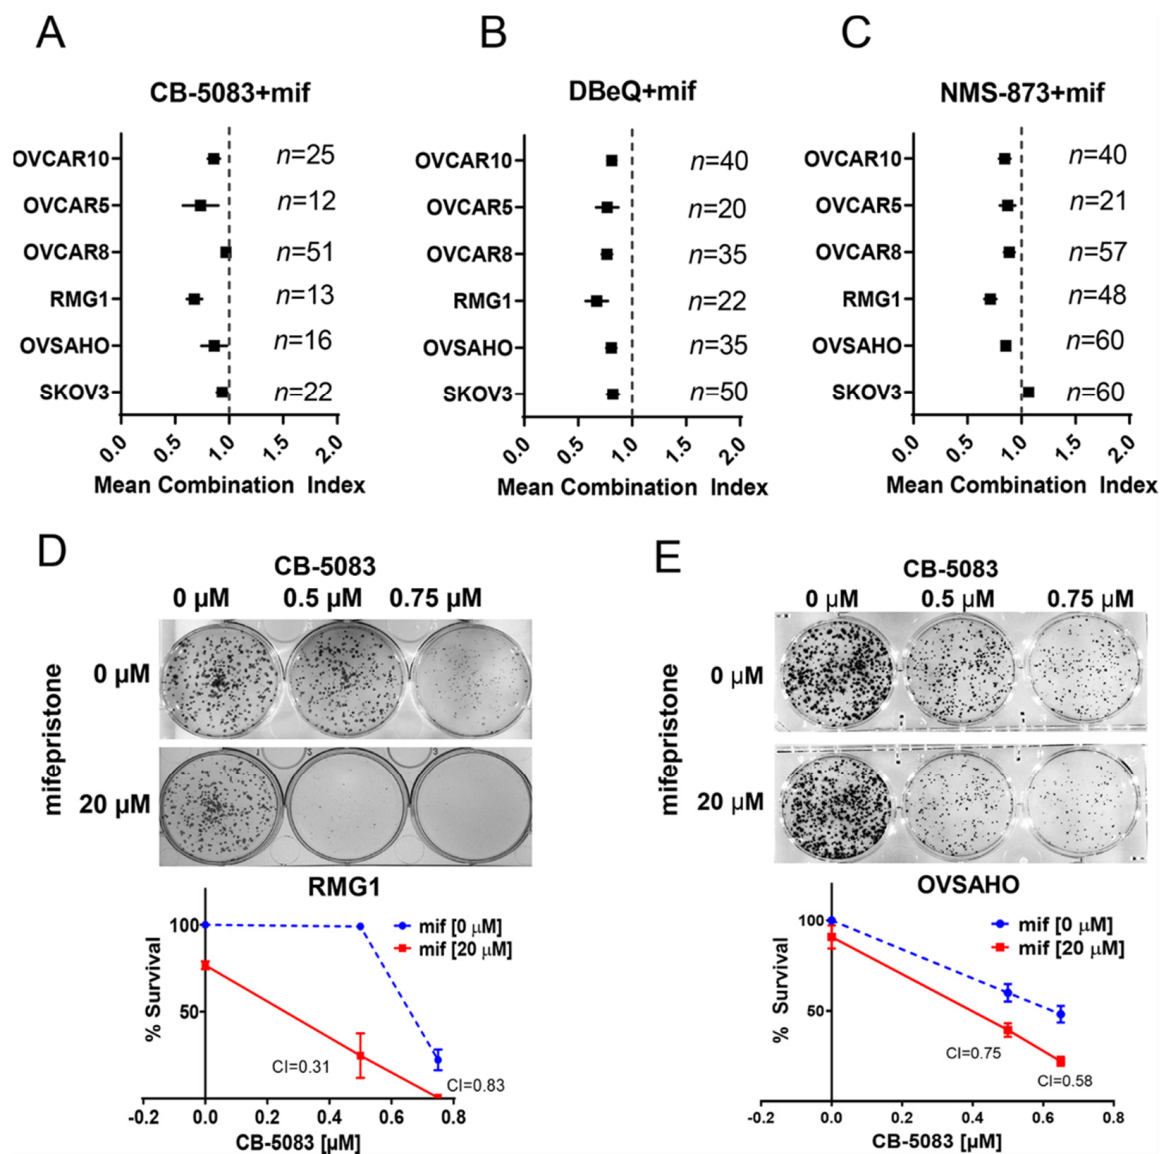 A
B
C
CB-5083+mif
DBeQ+mif
NMS-873+mif
OVCAR10
n=25
OVCAR5
n=12
OVCAR8
n=51
RMG1
n=13
OVSAHO
n=16
SKOV3
n=22
0.0 0.5 1.0 1.5 2.0
Mean Combination Index
OVCAR10
n=40
OVCAR5
n=20
OVCAR8
n=35
RMG1
n=22
OVSAHO
n=35
SKOV3
n=50
0.0 0.5 1.0 1.5 2.0
Mean Combination Index
OVCAR10
n=40
OVCAR5
n=21
OVCAR8
n=57
RMG1
n=48
OVSAHO
n=60
SKOV3
n=60
0.0 0.5 1.0 1.5 2.0
Mean Combination Index
D
CB-5083
0 µM 0.5 µM 0.75 µM
mifepristone
0 µM
20 µM
RMG1
mif [0 µM]
mif [20 µM]
% Survival
100
50
CI=0.31
CI=0.83
-0.2 0.0 0.2 0.4 0.6 0.8
CB-5083 [µM]
E
CB-5083
0 µM 0.5 µM 0.75 µM
mifepristone
0 µM
20 µM
OVSAHO
mif [0 µM]
mif [20 µM]
% Survival
100
50
CI=0.75
CI=0.58
-0.2 0.0 0.2 0.4 0.6 0.8
CB-5083 [µM]